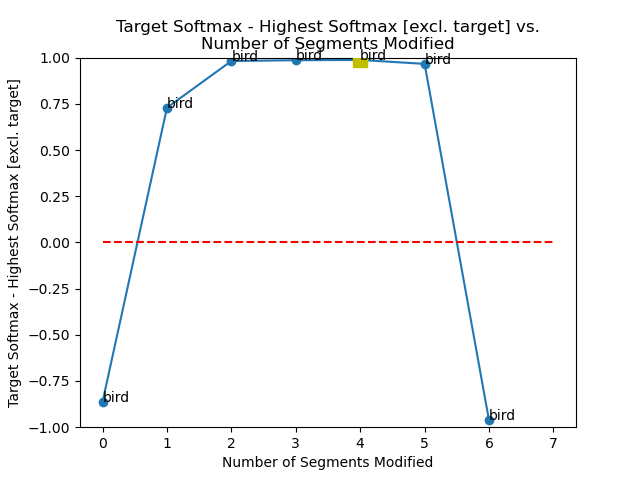 Target Softmax - Highest Softmax [excl. target] vs.
Number of Segments Modified
Target Softmax - Highest Softmax [excl. target]
1.00
0.75
0.50
0.25
0.00
−0.25
−0.50
−0.75
−1.00
bird
bird
bird
bird
bird
bird
bird
0 1 2 3 4 5 6 7
Number of Segments Modified